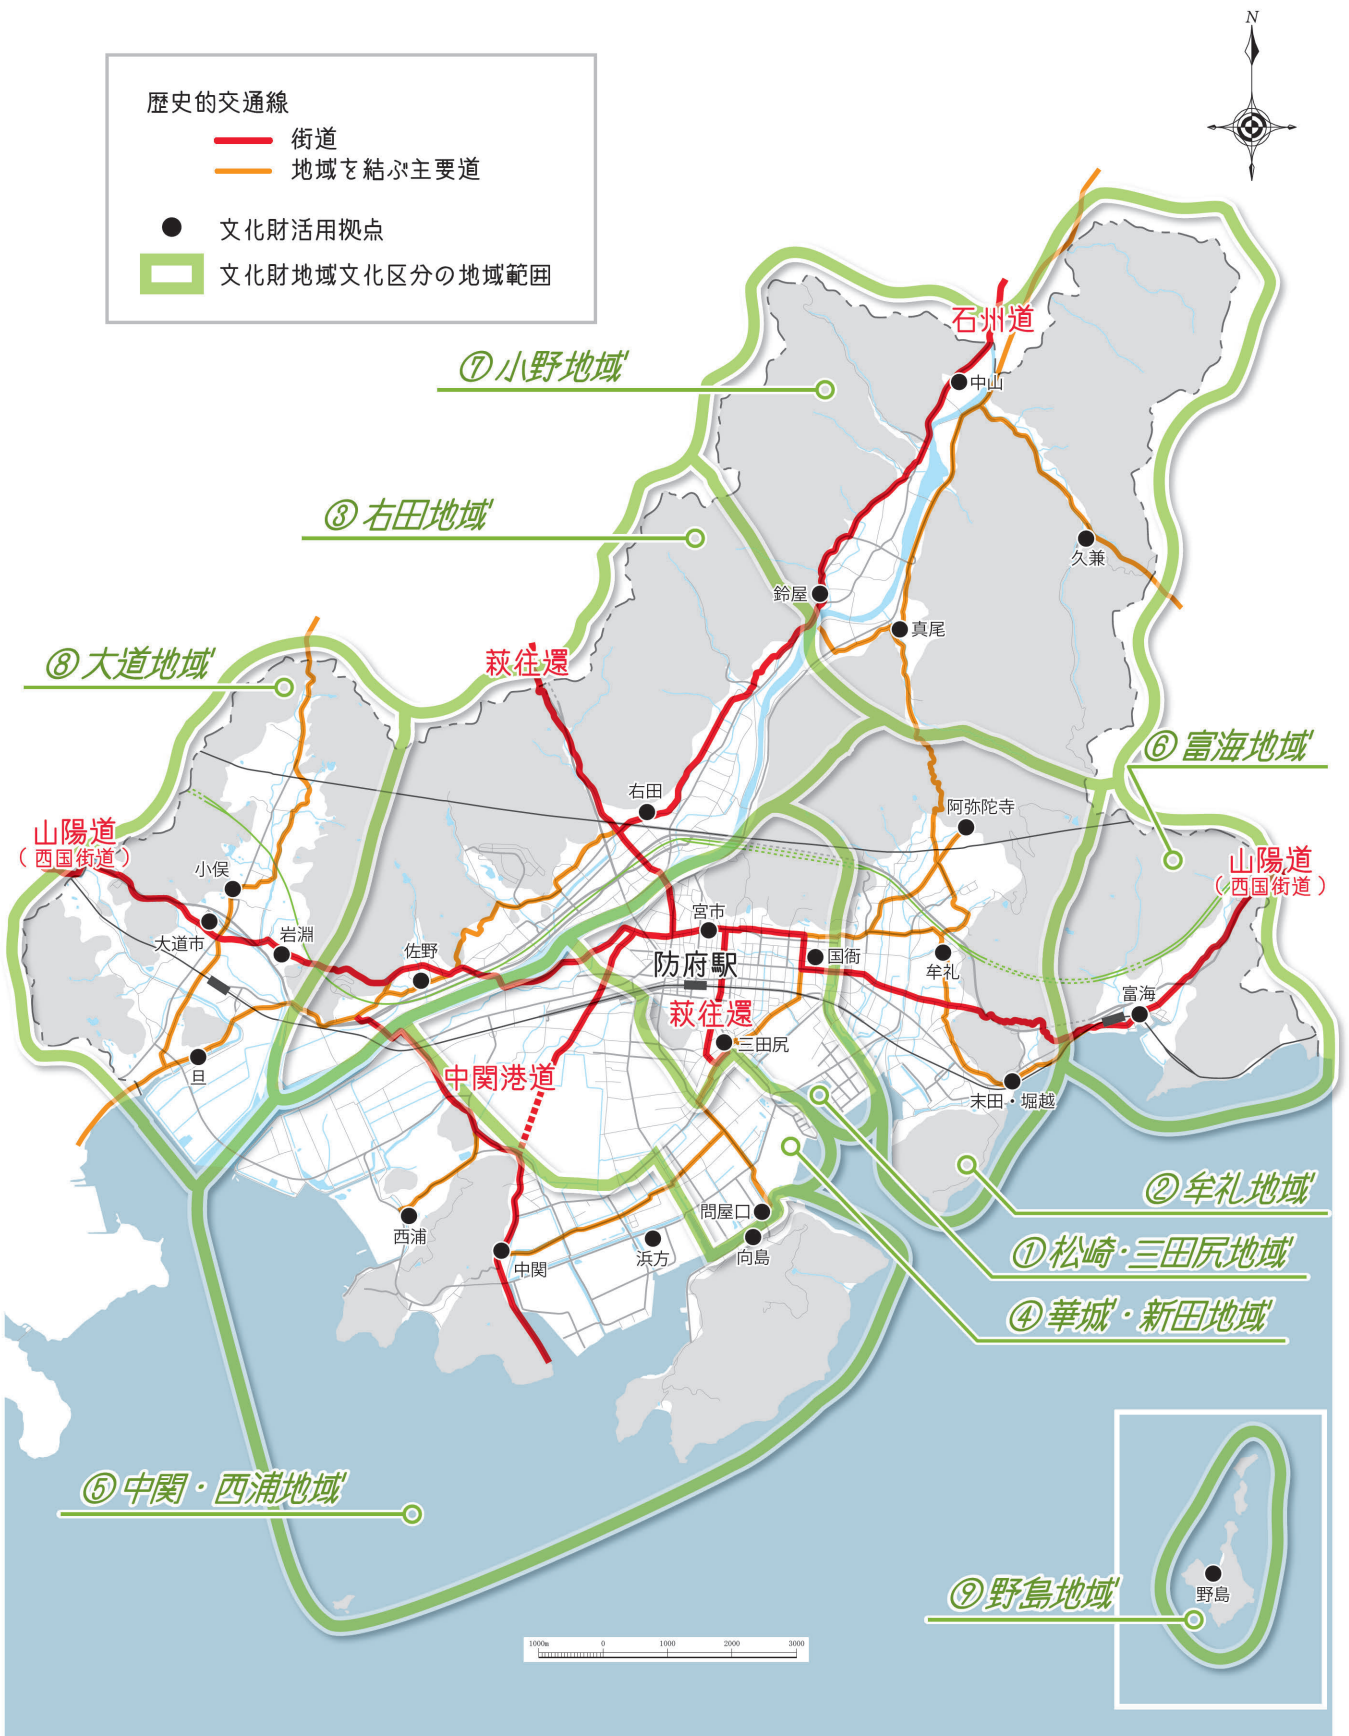 N
歴史的交通線
街道
地域を結ぶ主要道
文化財活用拠点
文化財地域文化区分の地域範囲
石州道
⑦小野地域
中山
③右田地域
久兼
鈴屋
真尾
⑧大道地域
萩往還
⑥富海地域
右田
阿弥陀寺
山陽道
（西国街道）
山陽道
（西国街道）
小俣
宮市
大道市
岩淵
佐野
防府駅
国衙
牟礼
富海
萩往還
三田尻
中関港道
旦
末田・堀越
②牟礼地域
西浦
問屋口
中関
浜方
向島
①松崎・三田尻地域
④華城・新田地域
⑤中関・西浦地域
⑨野島地域
野島
1000m 0 1000 2000 3000